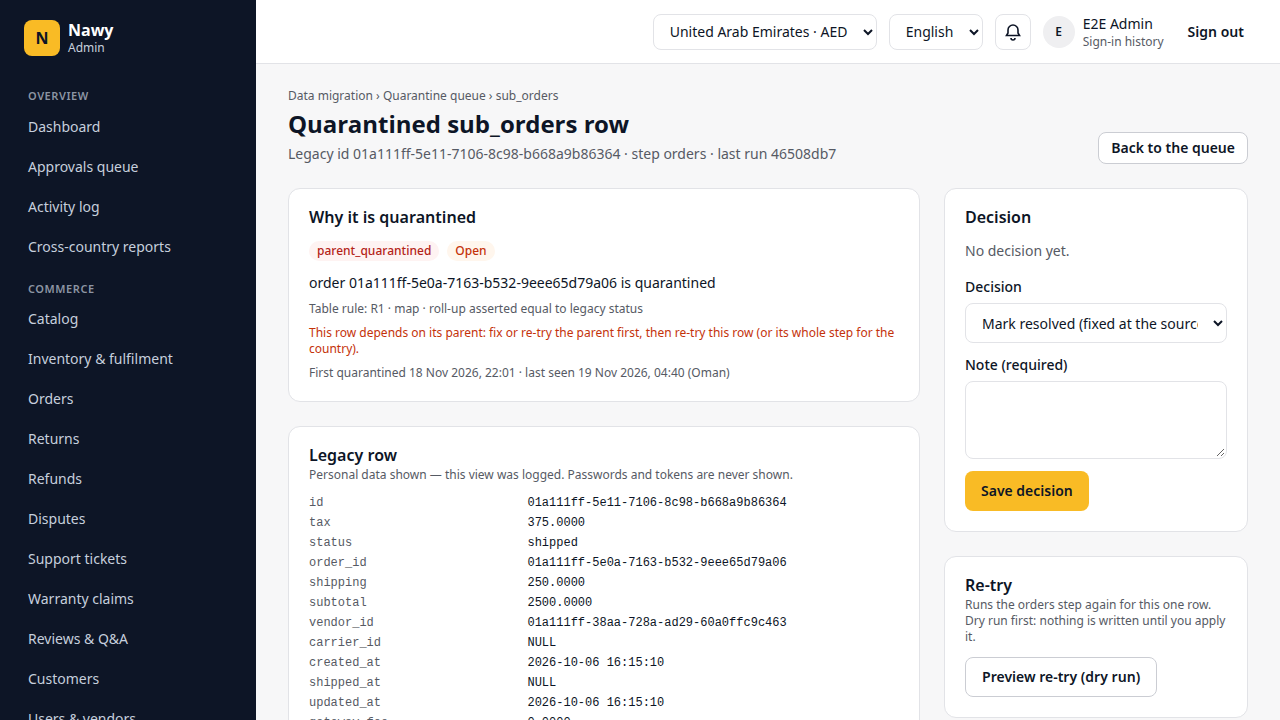 N
Nawy
Admin
United Arab Emirates · AED
English
E
E2E Admin
Sign-in history
Sign out
OVERVIEW
Dashboard
Approvals queue
Activity log
Cross-country reports
COMMERCE
Catalog
Inventory & fulfilment
Orders
Returns
Refunds
Disputes
Support tickets
Warranty claims
Reviews & Q&A
Customers
Users & vendors
Data migration › Quarantine queue › sub_orders
Quarantined sub_orders row
Legacy id 01a111ff-5e11-7106-8c98-b668a9b86364 · step orders · last run 46508db7
Back to the queue
Why it is quarantined
parent_quarantined
Open
order 01a111ff-5e0a-7163-b532-9eee65d79a06 is quarantined
Table rule: R1 · map · roll-up asserted equal to legacy status
This row depends on its parent: fix or re-try the parent first, then re-try this row (or its whole step for the
country).
First quarantined 18 Nov 2026, 22:01 · last seen 19 Nov 2026, 04:40 (Oman)
Legacy row
Personal data shown — this view was logged. Passwords and tokens are never shown.
id 01a111ff-5e11-7106-8c98-b668a9b86364
tax 375.0000
status shipped
order_id 01a111ff-5e0a-7163-b532-9eee65d79a06
shipping 250.0000
subtotal 2500.0000
vendor_id 01a111ff-38aa-728a-ad29-60a0ffc9c463
carrier_id NULL
created_at 2026-10-06 16:15:10
shipped_at NULL
updated_at 2026-10-06 16:15:10
Decision
No decision yet.
Decision
Mark resolved (fixed at the sourc
Note (required)
Save decision
Re-try
Runs the orders step again for this one row.
Dry run first: nothing is written until you apply
it.
Preview re-try (dry run)